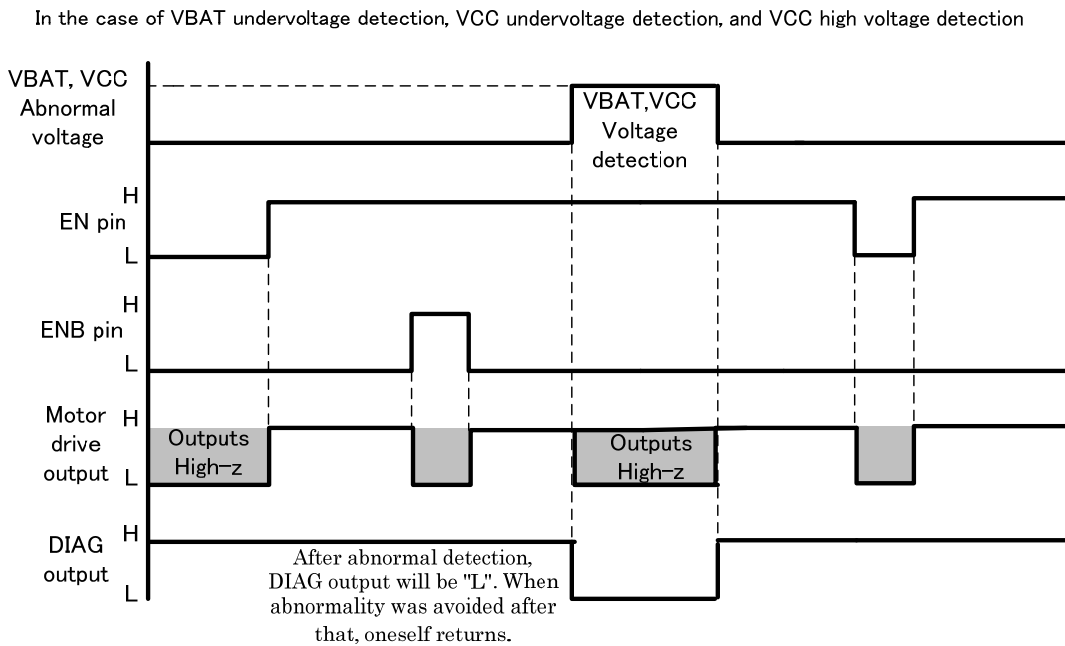 In the case of VBAT undervoltage detection, VCC undervoltage detection, and VCC high voltage detection
VBAT, VCC
Abnormal
voltage
VBAT,VCC
Voltage
detection
H
EN pin
L
H
ENB pin
L
Motor
drive
output
H
L
Outputs
High-z
Outputs
High-z
DIAG
output
H
L
After abnormal detection,
DIAG output will be "L". When
abnormality was avoided after
that, oneself returns.